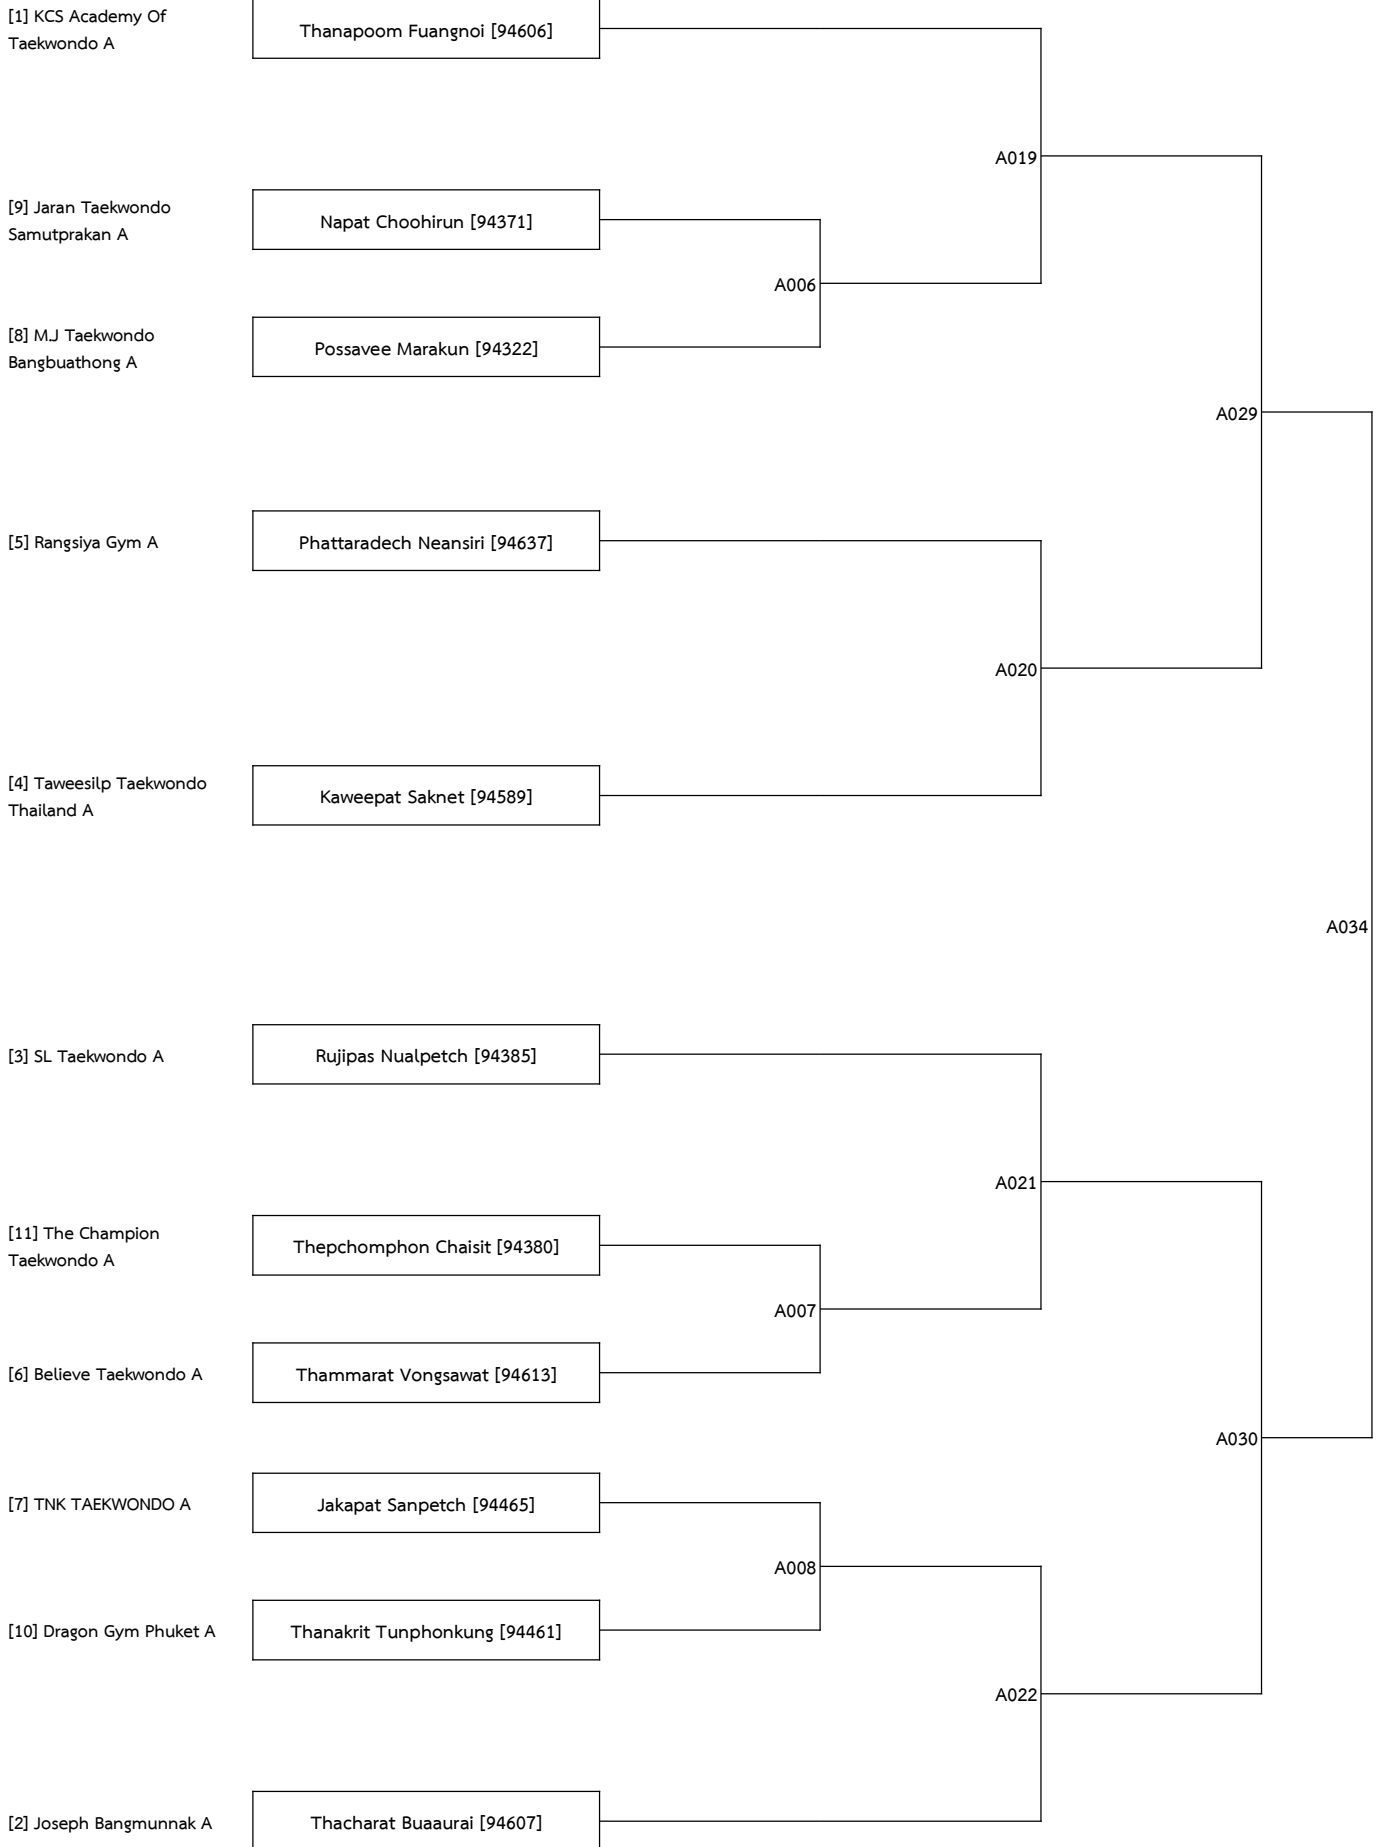 [1] KCS Academy Of
Taekwondo A
Thanapoom Fuangnoi [94606]
A019
[9] Jaran Taekwondo
Samutprakan A
Napat Choohirun [94371]
A006
[8] M.J Taekwondo
Bangbuathong A
Possavee Marakun [94322]
A029
[5] Rangsiya Gym A
Phattaradech Neansiri [94637]
A020
[4] Taweesilp Taekwondo
Thailand A
Kaweepat Saknet [94589]
A034
[3] SL Taekwondo A
Rujipas Nualpetch [94385]
A021
[11] The Champion
Taekwondo A
Thepchomphon Chaisit [94380]
A007
[6] Believe Taekwondo A
Thammarat Vongsawat [94613]
A030
[7] TNK TAEKWONDO A
Jakapat Sanpetch [94465]
A008
[10] Dragon Gym Phuket A
Thanakrit Tunphonkung [94461]
A022
[2] Joseph Bangmunnak A
Thacharat Buaaurai [94607]